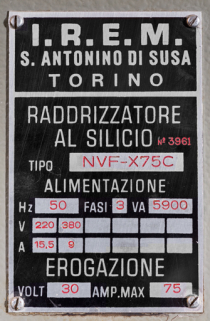 I.R.E.M.
S. ANTONINO DI SUSA
TORINO
RADDRIZZATORE
AL SILICIO N° 3961
TIPO NVF-X75C
ALIMENTAZIONE
Hz 50 FASI 3 VA 5900
V 220 380
A 15,5 9
EROGAZIONE
VOLT 30 AMP.MAX 75